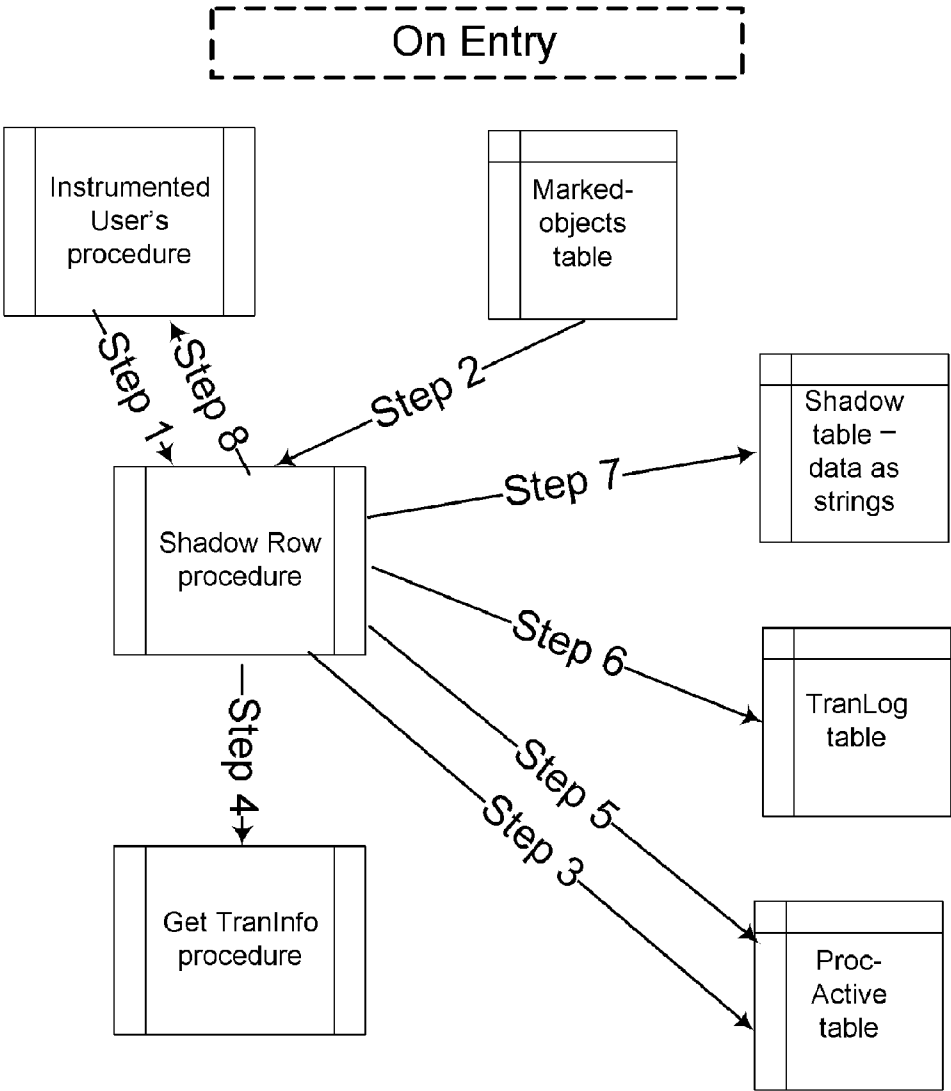 On Entry
Instrumented
User's
procedure
Marked-
objects
table
Step 1
Step 8
Step 2
Shadow
table –
data as
strings
Step 7
Shadow Row
procedure
Step 6
TranLog
table
Step 4
Step 5
Step 3
Get TranInfo
procedure
Proc-
Active
table